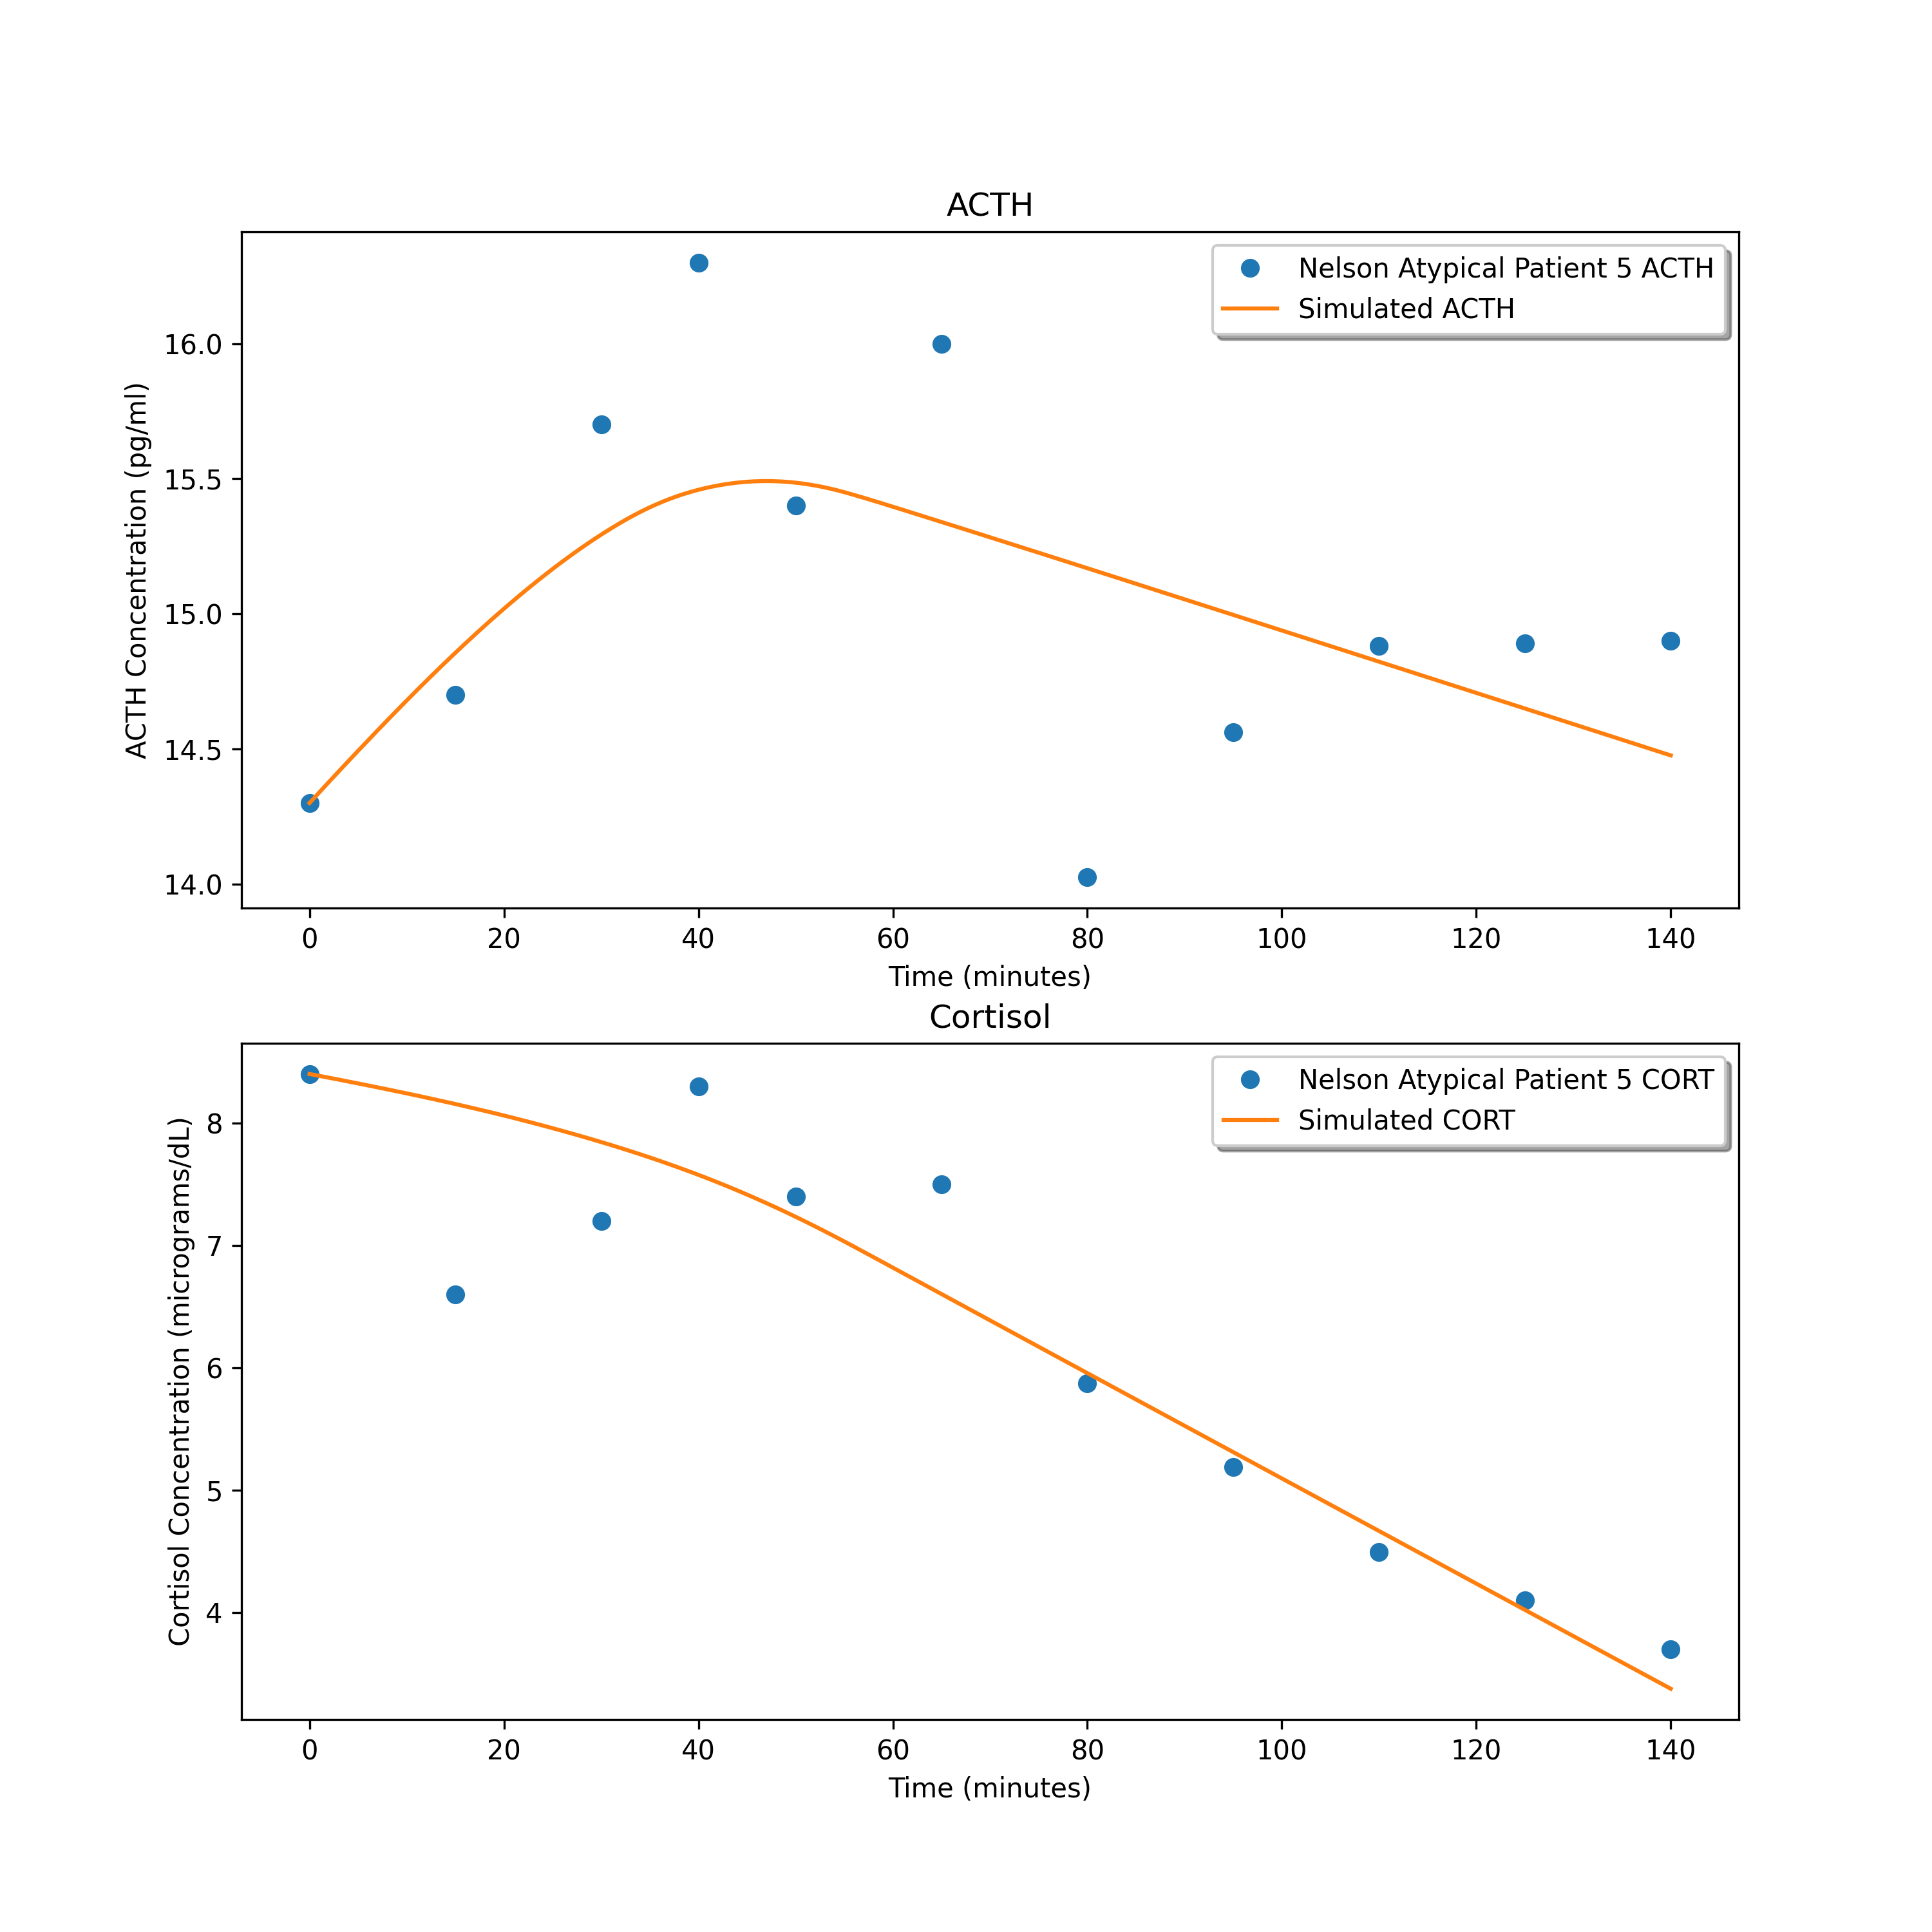 ACTH
Nelson Atypical Patient 5 ACTH
Simulated ACTH
ACTH Concentration (pg/ml)
16.0
15.5
15.0
14.5
14.0
0 20 40 60 80 100 120 140
Time (minutes)
Cortisol
Nelson Atypical Patient 5 CORT
Simulated CORT
Cortisol Concentration (micrograms/dL)
8
7
6
5
4
0 20 40 60 80 100 120 140
Time (minutes)